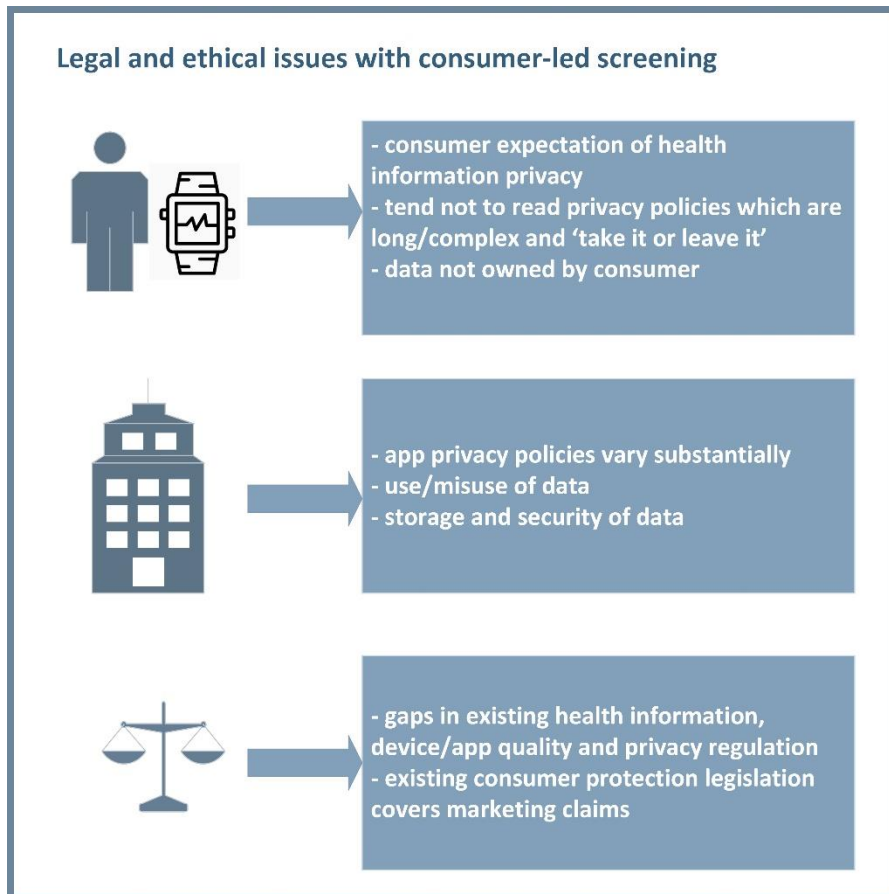 Legal and ethical issues with consumer-led screening
- consumer expectation of health
information privacy
- tend not to read privacy policies which are
long/complex and ‘take it or leave it’
- data not owned by consumer
- app privacy policies vary substantially
- use/misuse of data
- storage and security of data
- gaps in existing health information,
device/app quality and privacy regulation
- existing consumer protection legislation
covers marketing claims